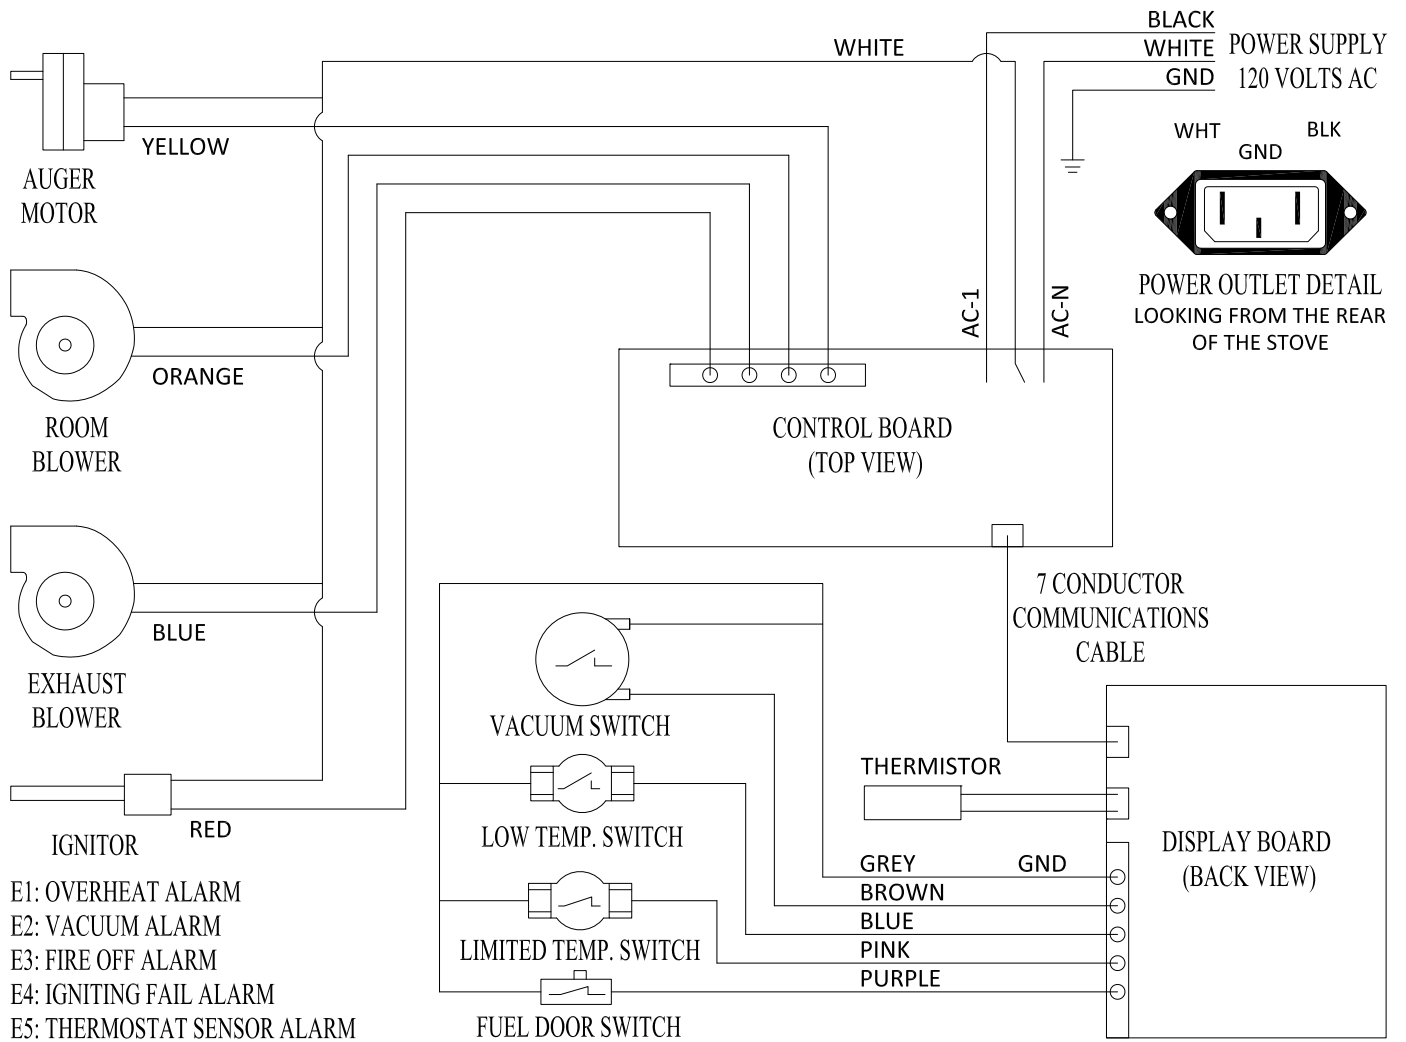 BLACK
WHITE
WHITE
GND
POWER SUPPLY
120 VOLTS AC
WHT
BLK
GND
YELLOW
AUGER
MOTOR
POWER OUTLET DETAIL
LOOKING FROM THE REAR
OF THE STOVE
AC-1
AC-N
ORANGE
ROOM
BLOWER
CONTROL BOARD
(TOP VIEW)
7 CONDUCTOR
COMMUNICATIONS
CABLE
BLUE
EXHAUST
BLOWER
VACUUM SWITCH
THERMISTOR
RED
IGNITOR
LOW TEMP. SWITCH
DISPLAY BOARD
(BACK VIEW)
GREY
GND
BROWN
BLUE
PINK
PURPLE
LIMITED TEMP. SWITCH
FUEL DOOR SWITCH
E1: OVERHEAT ALARM
E2: VACUUM ALARM
E3: FIRE OFF ALARM
E4: IGNITING FAIL ALARM
E5: THERMOSTAT SENSOR ALARM